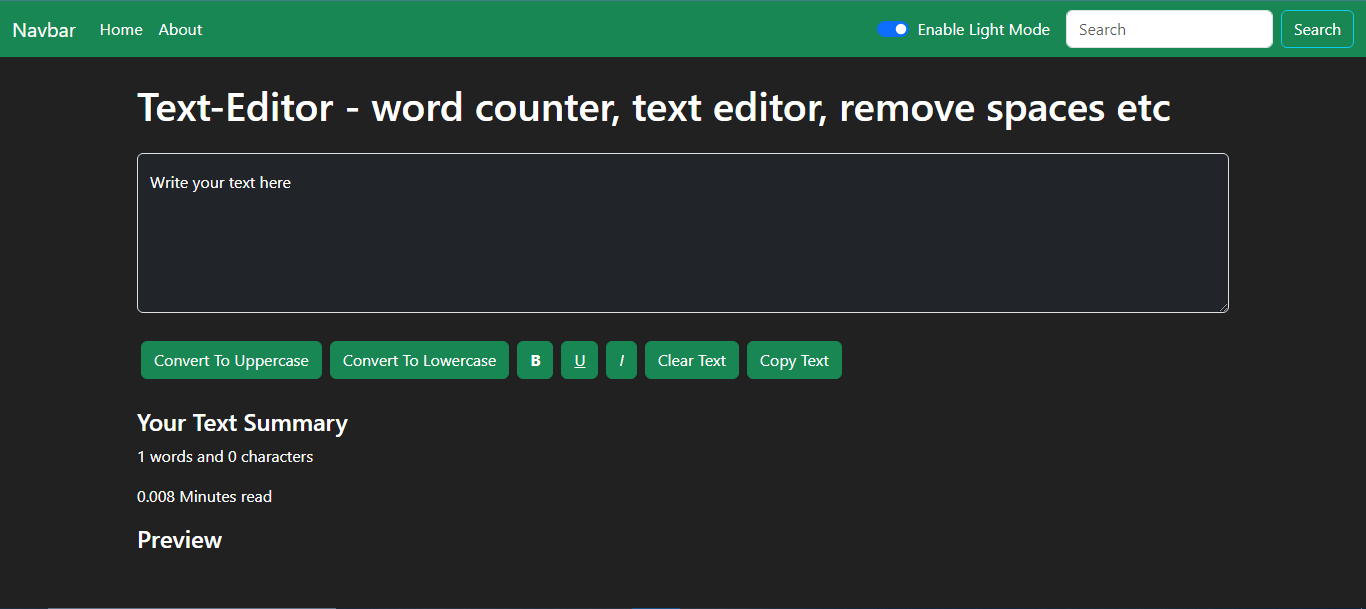 Navbar Home About Enable Light Mode Search Search
Text-Editor - word counter, text editor, remove spaces etc
Write your text here
Convert To Uppercase Convert To Lowercase B U I Clear Text Copy Text
Your Text Summary
1 words and 0 characters
0.008 Minutes read
Preview